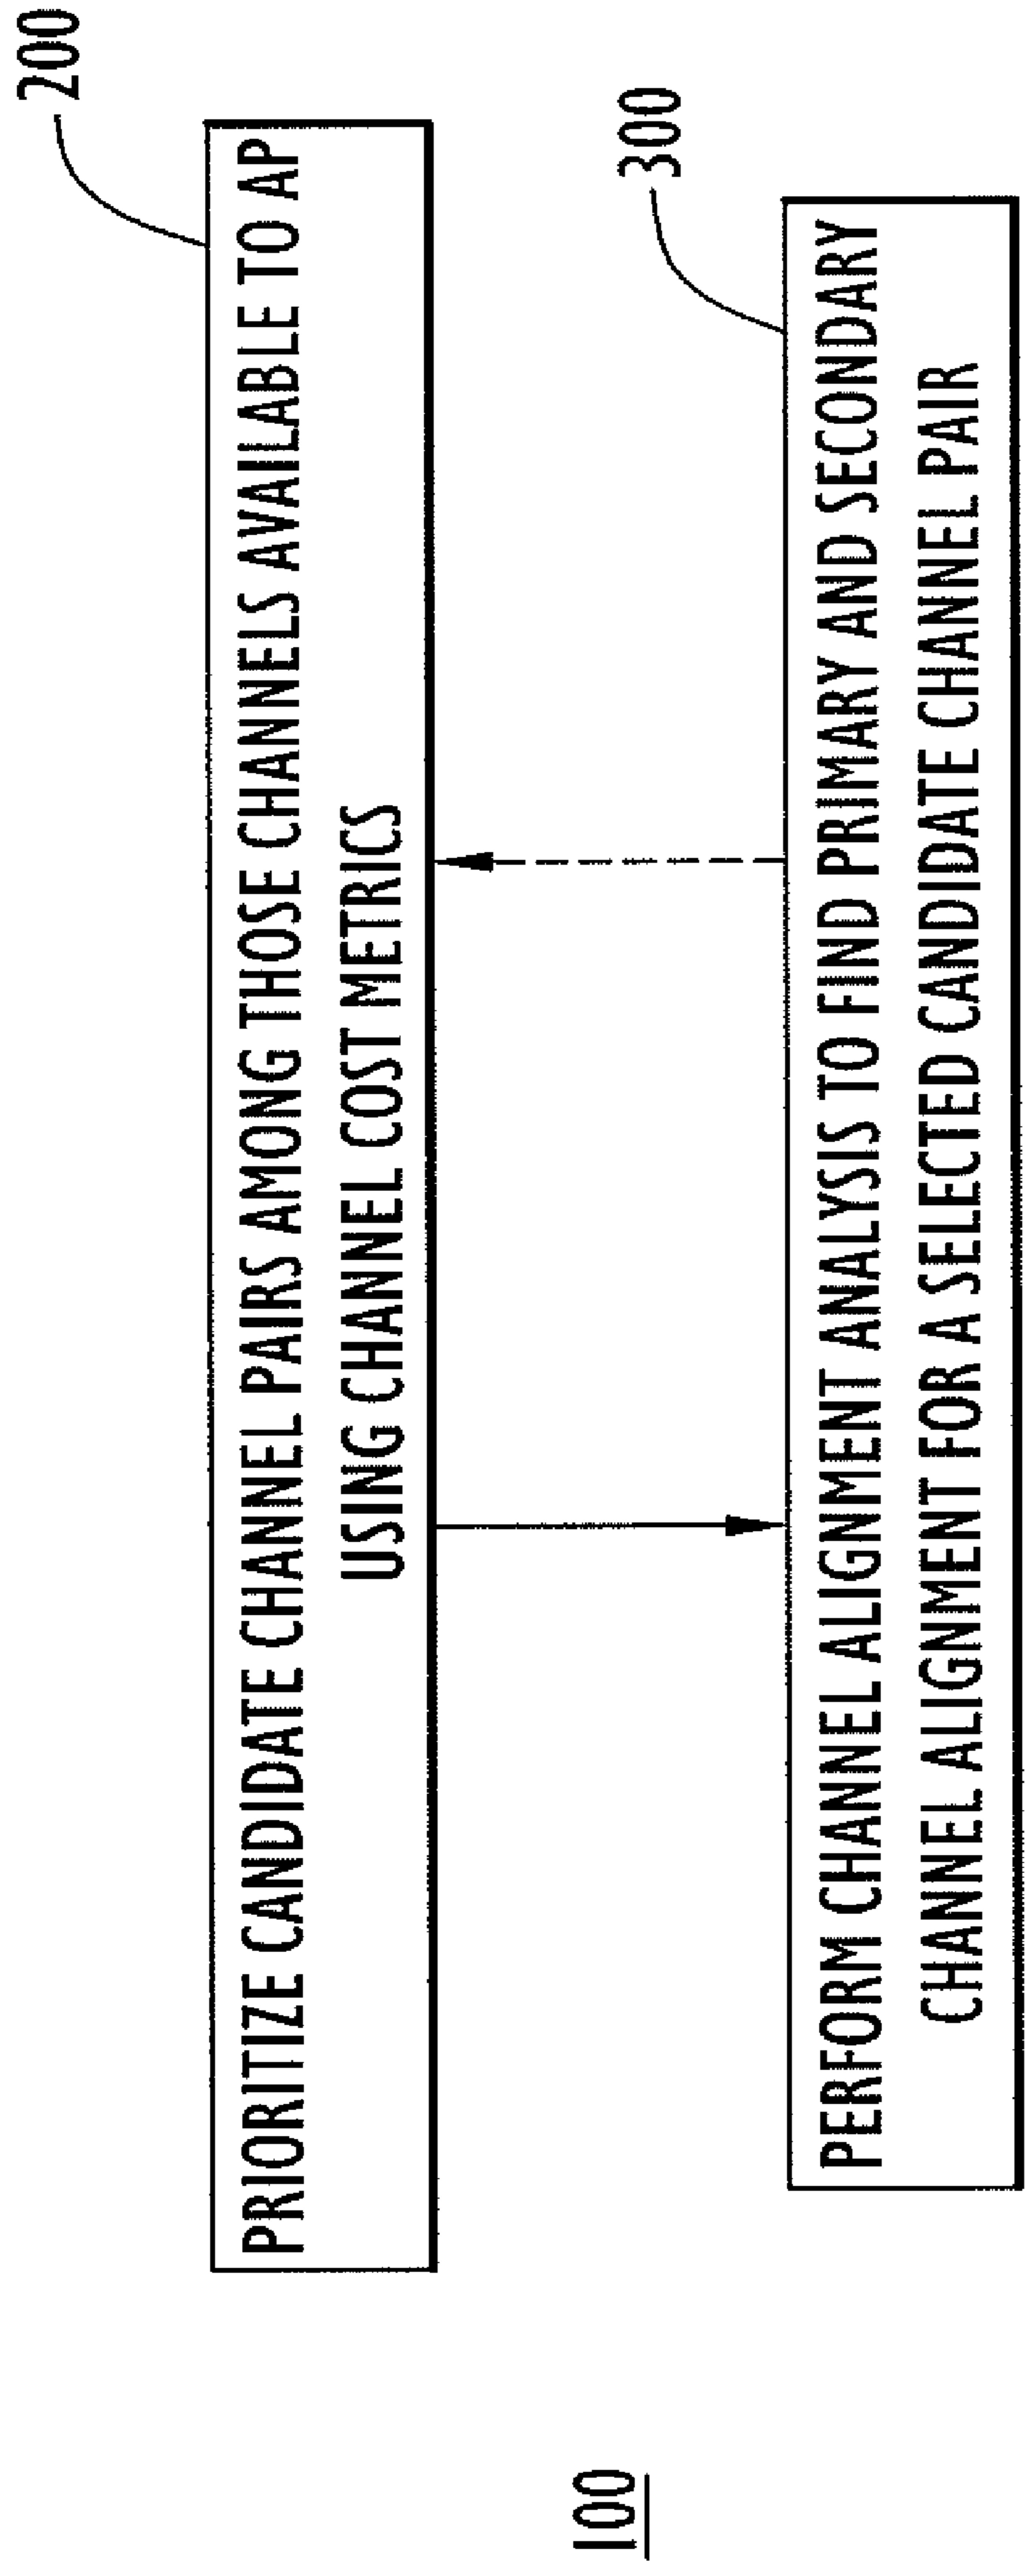 100
200
PRIORITIZE CANDIDATE CHANNEL PAIRS AMONG THOSE CHANNELS AVAILABLE TO AP
USING CHANNEL COST METRICS
300
PERFORM CHANNEL ALIGNMENT ANALYSIS TO FIND PRIMARY AND SECONDARY
CHANNEL ALIGNMENT FOR A SELECTED CANDIDATE CHANNEL PAIR